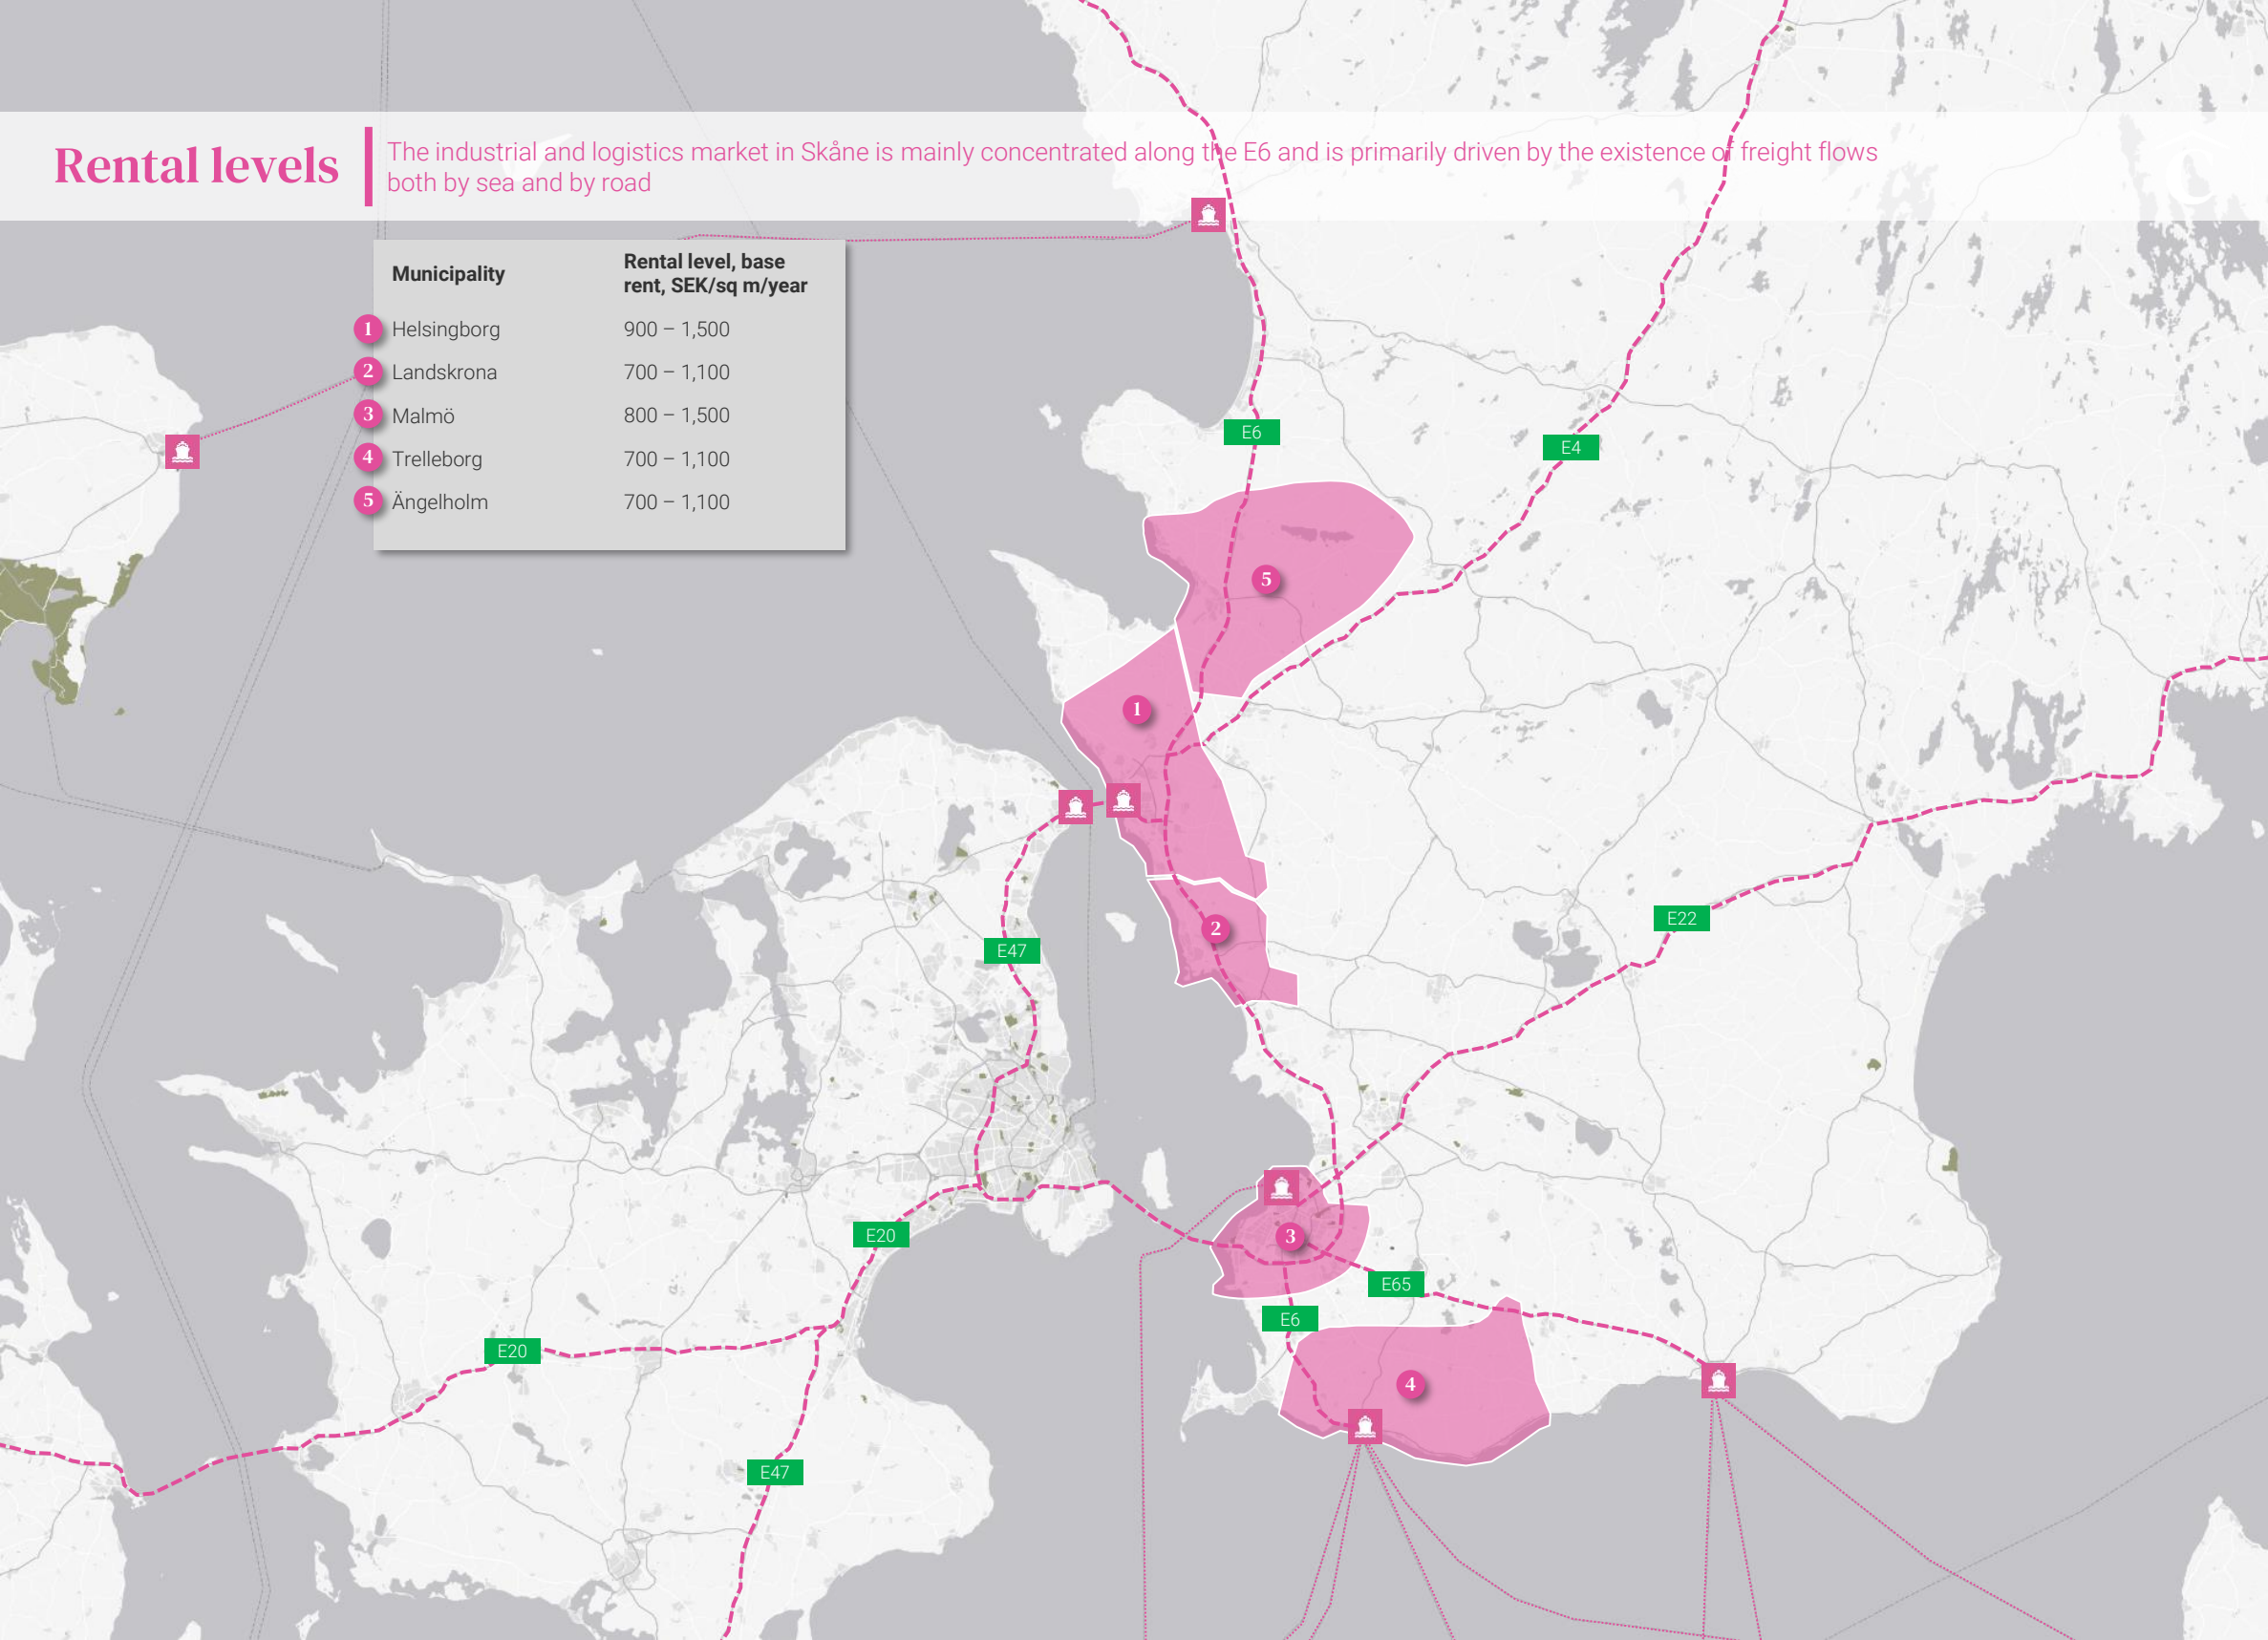 Rental levels
The industrial and logistics market in Skåne is mainly concentrated along the E6 and is primarily driven by the existence of freight flows
both by sea and by road
Municipality
Rental level, base
rent, SEK/sq m/year
1 Helsingborg 900 – 1,500
2 Landskrona 700 – 1,100
3 Malmö 800 – 1,500
4 Trelleborg 700 – 1,100
5 Ängelholm 700 – 1,100
E6
E4
5
1
2
E22
E47
E20
3
E65
E6
E20
4
E47